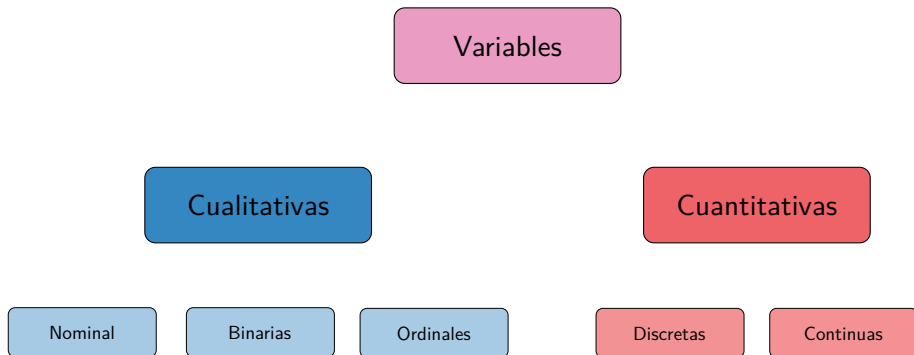 Variables
Cualitativas
Cuantitativas
Nominal
Binarias
Ordinales
Discretas
Continuas